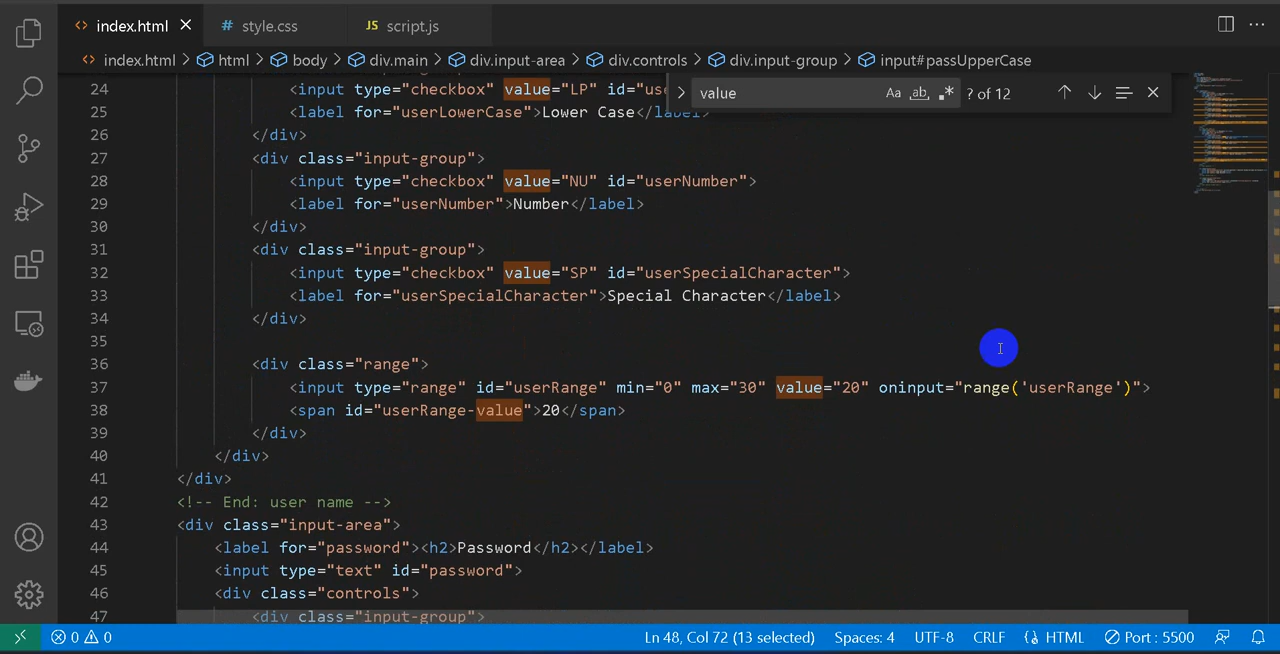 index.html
style.css
JS script.js
index.html > html > body > div.main > div.input-area > div.controls > div.input-group > input#passUpperCase
value
Aa ab .* ? of 12
24 <input type="checkbox" value="LP" id="use
25 <label for="userLowerCase">Lower Case</label>
26 </div>
27 <div class="input-group">
28 <input type="checkbox" value="NU" id="userNumber">
29 <label for="userNumber">Number</label>
30 </div>
31 <div class="input-group">
32 <input type="checkbox" value="SP" id="userSpecialCharacter">
33 <label for="userSpecialCharacter">Special Character</label>
34 </div>
35
36 <div class="range">
37 <input type="range" id="userRange" min="0" max="30" value="20" oninput="range('userRange')">
38 <span id="userRange-value">20</span>
39 </div>
40 </div>
41 </div>
42 <!-- End: user name -->
43 <div class="input-area">
44 <label for="password"><h2>Password</h2></label>
45 <input type="text" id="password">
46 <div class="controls">
47 <div class="input-group">
0 0 Ln 48, Col 72 (13 selected) Spaces: 4 UTF-8 CRLF HTML Port : 5500